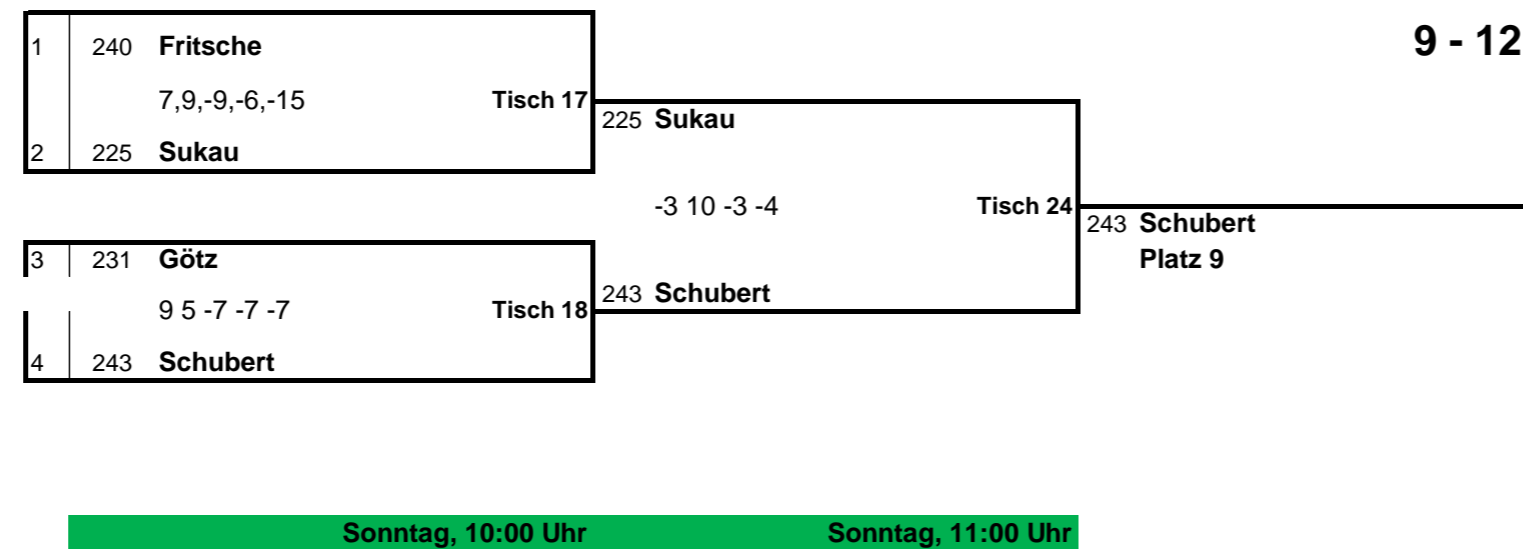 1 240 Fritsche 9 - 12
7,9,-9,-6,-15 Tisch 17
225 Sukau
2 225 Sukau
-3 10 -3 -4 Tisch 24
243 Schubert
3 231 Götz Platz 9
243 Schubert
9 5 -7 -7 -7 Tisch 18
4 243 Schubert
Sonntag, 10:00 Uhr Sonntag, 11:00 Uhr